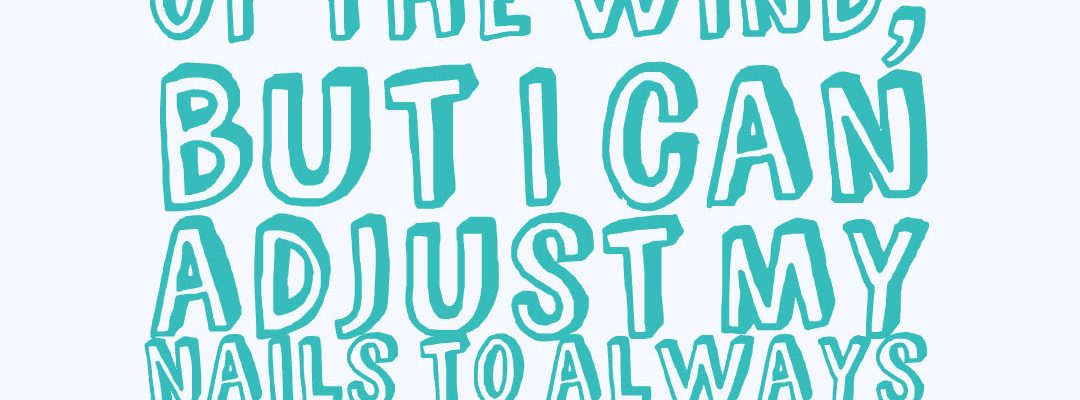 OF THE WIND,
BUT I CAN
ADJUST MY
NAILS TO ALWAYS